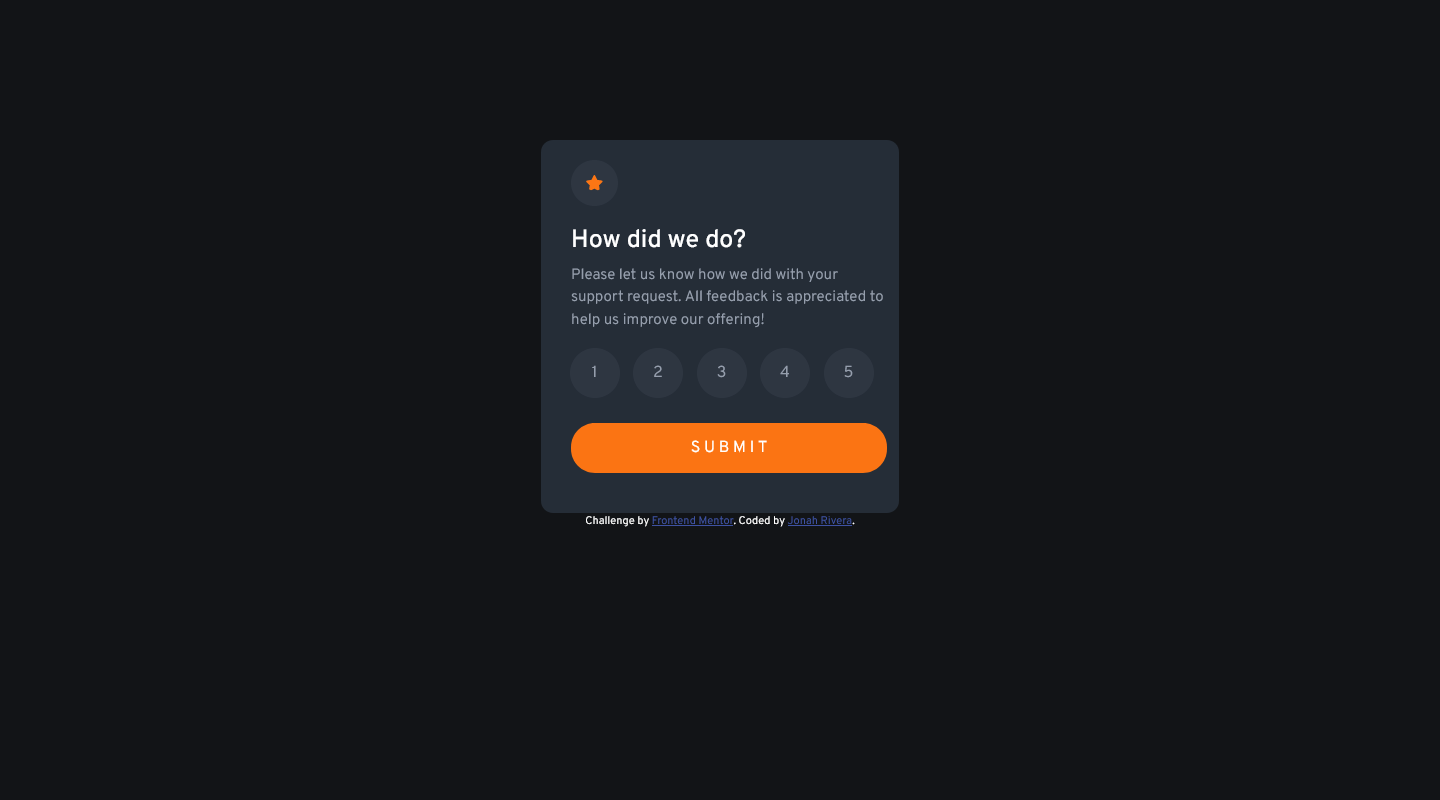 How did we do?
Please let us know how we did with your
support request. All feedback is appreciated to
help us improve our offering!
1 2 3 4 5
SUBMIT
Challenge by Frontend Mentor. Coded by Jonah Rivera.